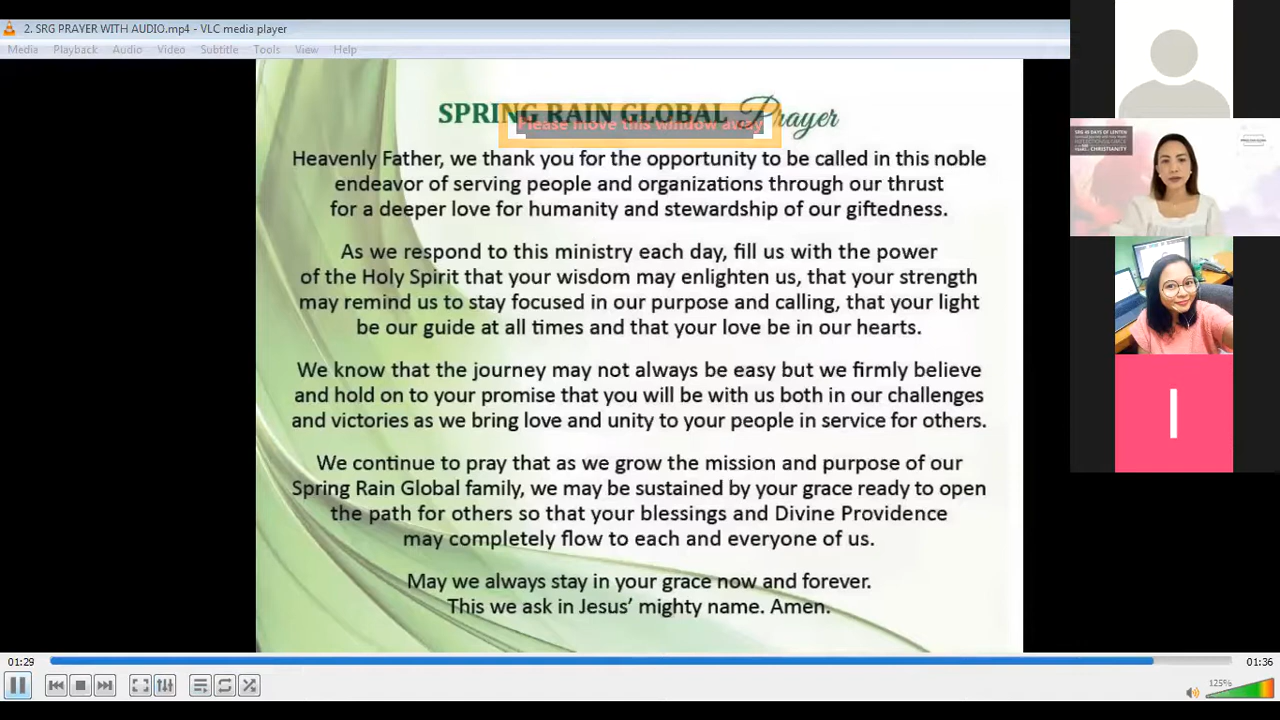 2. SRG PRAYER WITH AUDIO.mp4 - VLC media player
Media Playback Audio Video Subtitle Tools View Help
SPRING RAIN GLOBAL Prayer
Please move this window away
Heavenly Father, we thank you for the opportunity to be called in this noble
endeavor of serving people and organizations through our thrust
for a deeper love for humanity and stewardship of our giftedness.
As we respond to this ministry each day, fill us with the power
of the Holy Spirit that your wisdom may enlighten us, that your strength
may remind us to stay focused in our purpose and calling, that your light
be our guide at all times and that your love be in our hearts.
We know that the journey may not always be easy but we firmly believe
and hold on to your promise that you will be with us both in our challenges
and victories as we bring love and unity to your people in service for others.
We continue to pray that as we grow the mission and purpose of our
Spring Rain Global family, we may be sustained by your grace ready to open
the path for others so that your blessings and Divine Providence
may completely flow to each and everyone of us.
May we always stay in your grace now and forever.
This we ask in Jesus’ mighty name. Amen.
01:29
01:36
125%
SRG 40 DAYS OF LENTEN
CHRISTIANITY
I